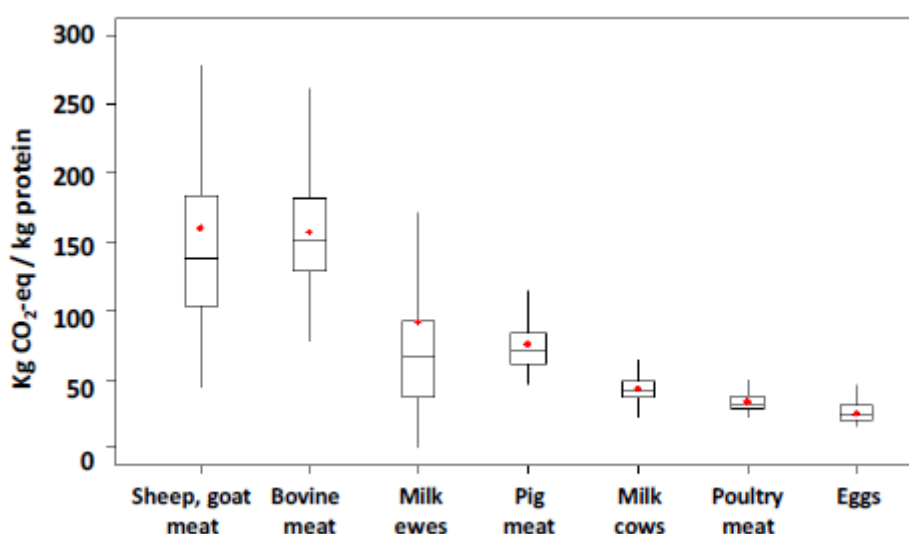 Kg CO₂-eq / kg protein
300
250
200
150
100
50
0
Sheep, goat meat
Bovine meat
Milk ewes
Pig meat
Milk cows
Poultry meat
Eggs